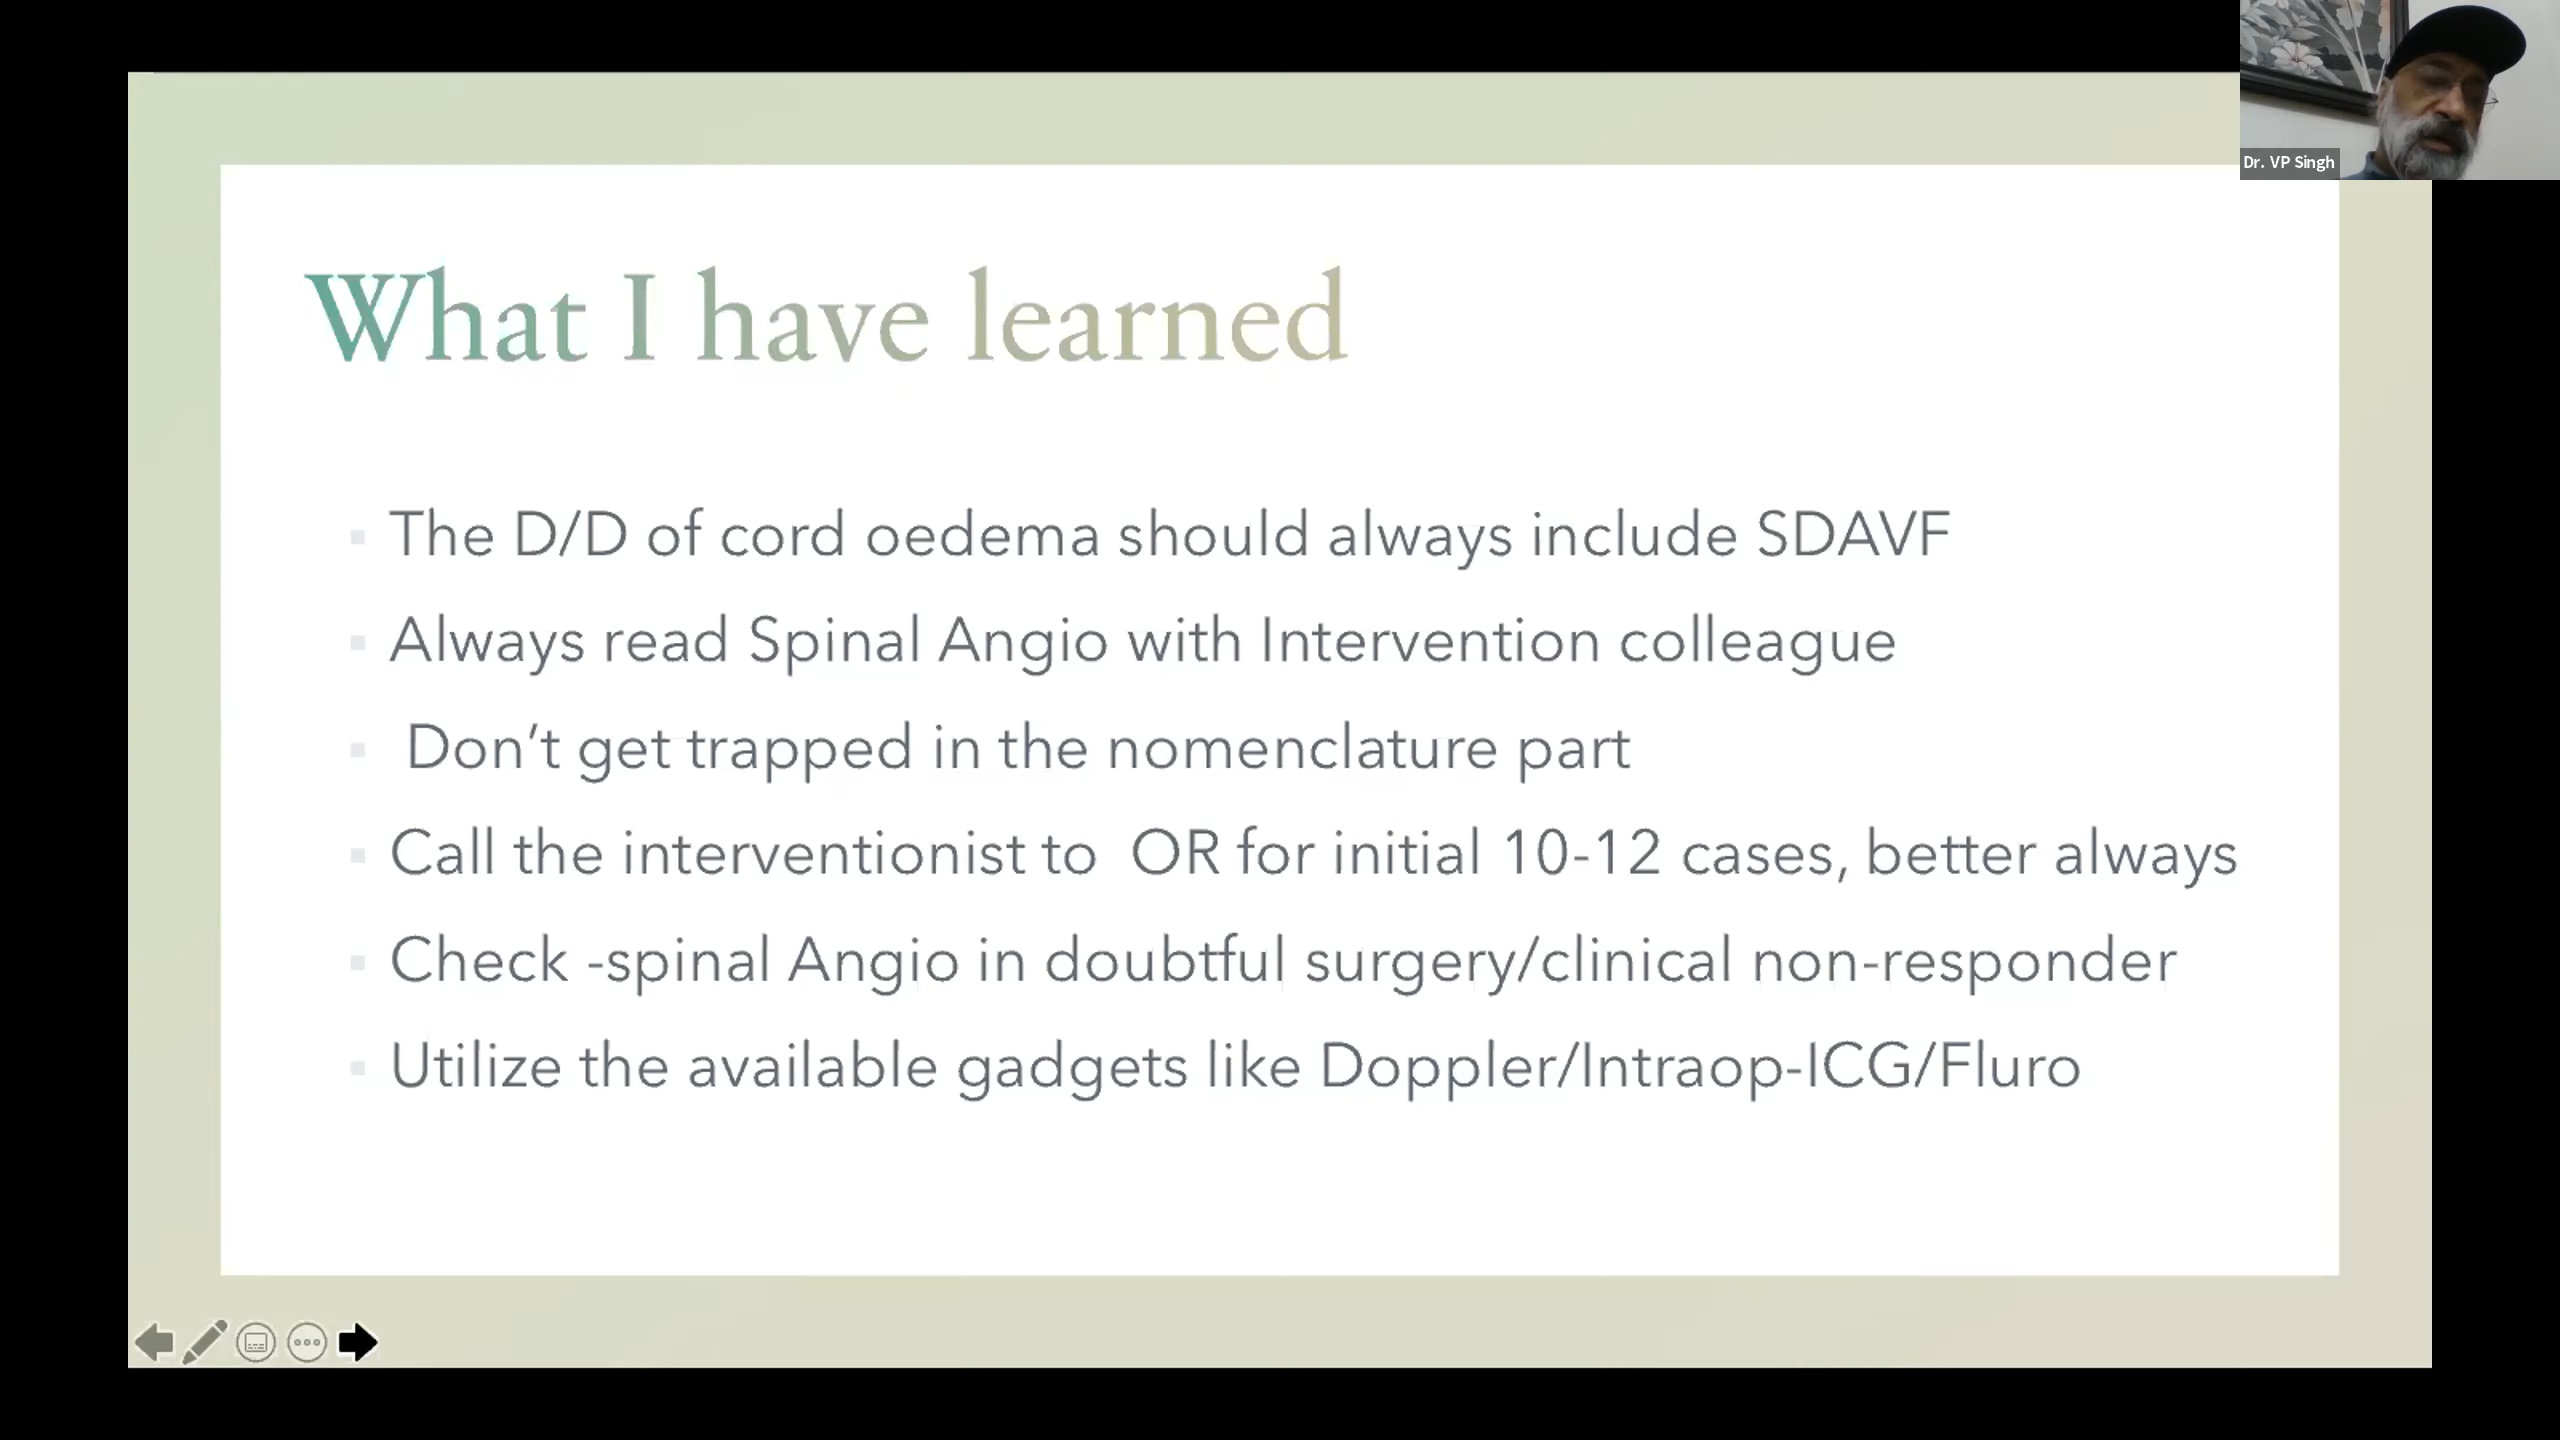 Dr. VP Singh
What I have learned
The D/D of cord oedema should always include SDAVF
Always read Spinal Angio with Intervention colleague
Don’t get trapped in the nomenclature part
Call the interventionist to OR for initial 10-12 cases, better always
Check -spinal Angio in doubtful surgery/clinical non-responder
Utilize the available gadgets like Doppler/Intraop-ICG/Fluro